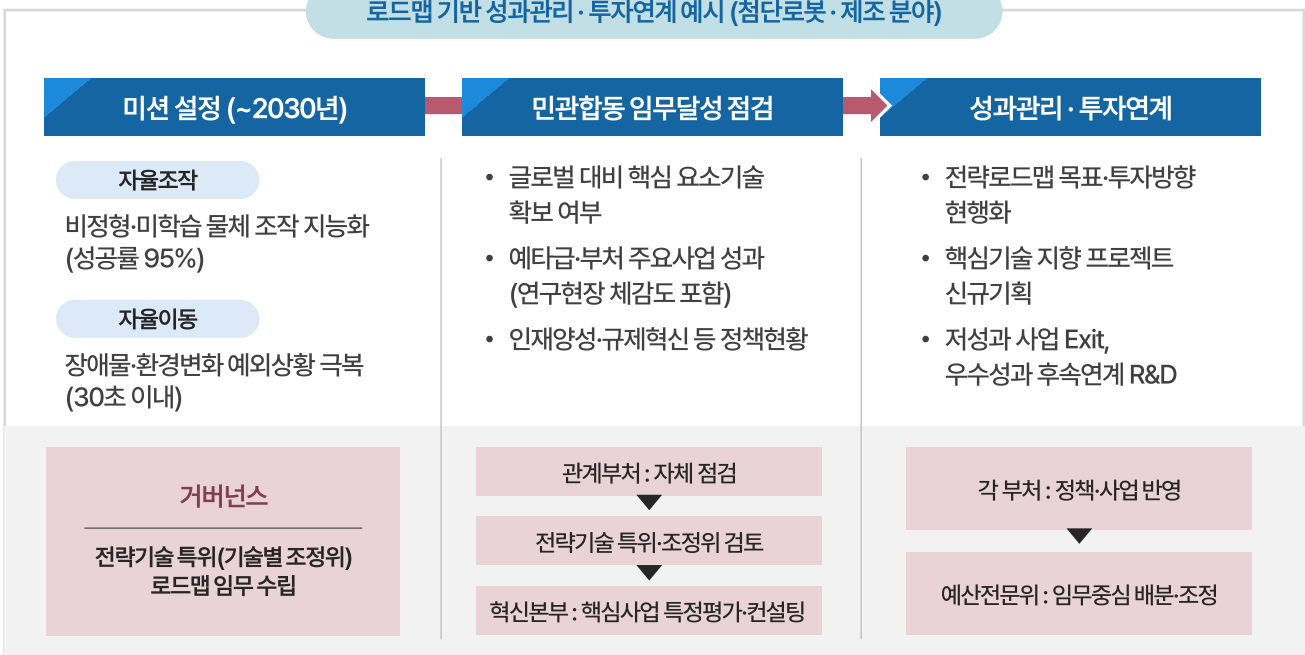 로드맵 기반 성과관리 · 투자연계 예시 (첨단로봇 · 제조 분야)
미션 설정 (~2030년)
자율조작
비정형·미학습 물체 조작 지능화
(성공률 95%)
자율이동
장애물·환경변화 예외상황 극복
(30초 이내)
거버넌스
전략기술 특위(기술별 조정위)
로드맵 임무 수립
민관합동 임무달성 점검
• 글로벌 대비 핵심 요소기술
확보 여부
• 예타급·부처 주요사업 성과
(연구현장 체감도 포함)
• 인재양성·규제혁신 등 정책현황
관계부처 : 자체 점검
전략기술 특위·조정위 검토
혁신본부 : 핵심사업 특정평가·컨설팅
성과관리 · 투자연계
• 전략로드맵 목표·투자방향
현행화
• 핵심기술 지향 프로젝트
신규기획
• 저성과 사업 Exit,
우수성과 후속연계 R&D
각 부처 : 정책·사업 반영
예산전문위 : 임무중심 배분·조정